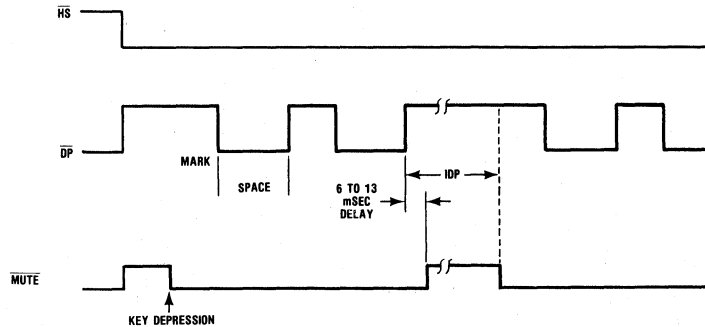 HS
DP
MARK
SPACE
IDP
6 TO 13
mSEC
DELAY
MUTE
KEY DEPRESSION